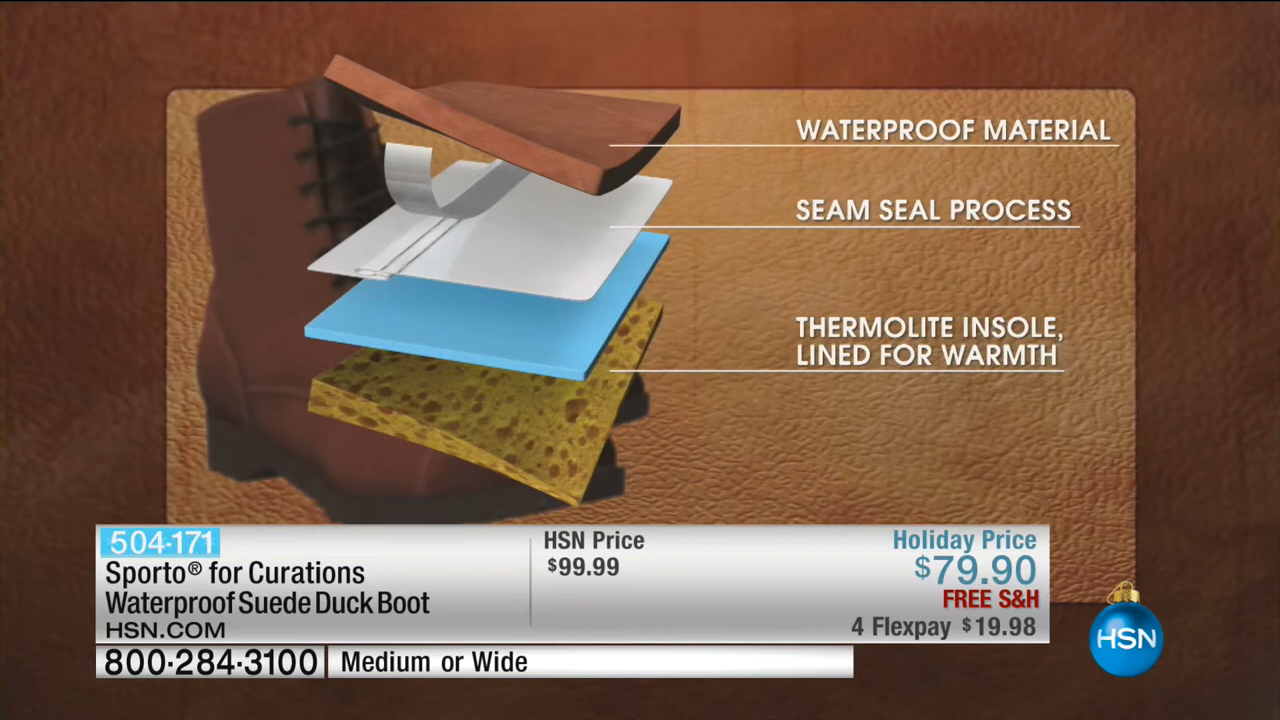 WATERPROOF MATERIAL
SEAM SEAL PROCESS
THERMOLITE INSOLE,
LINED FOR WARMTH
504-171
Sporto® for Curations
Waterproof Suede Duck Boot
HSN.COM
HSN Price
$99.99
Holiday Price
$79.90
FREE S&H
4 Flexpay $19.98
HSN
800·284·3100
Medium or Wide